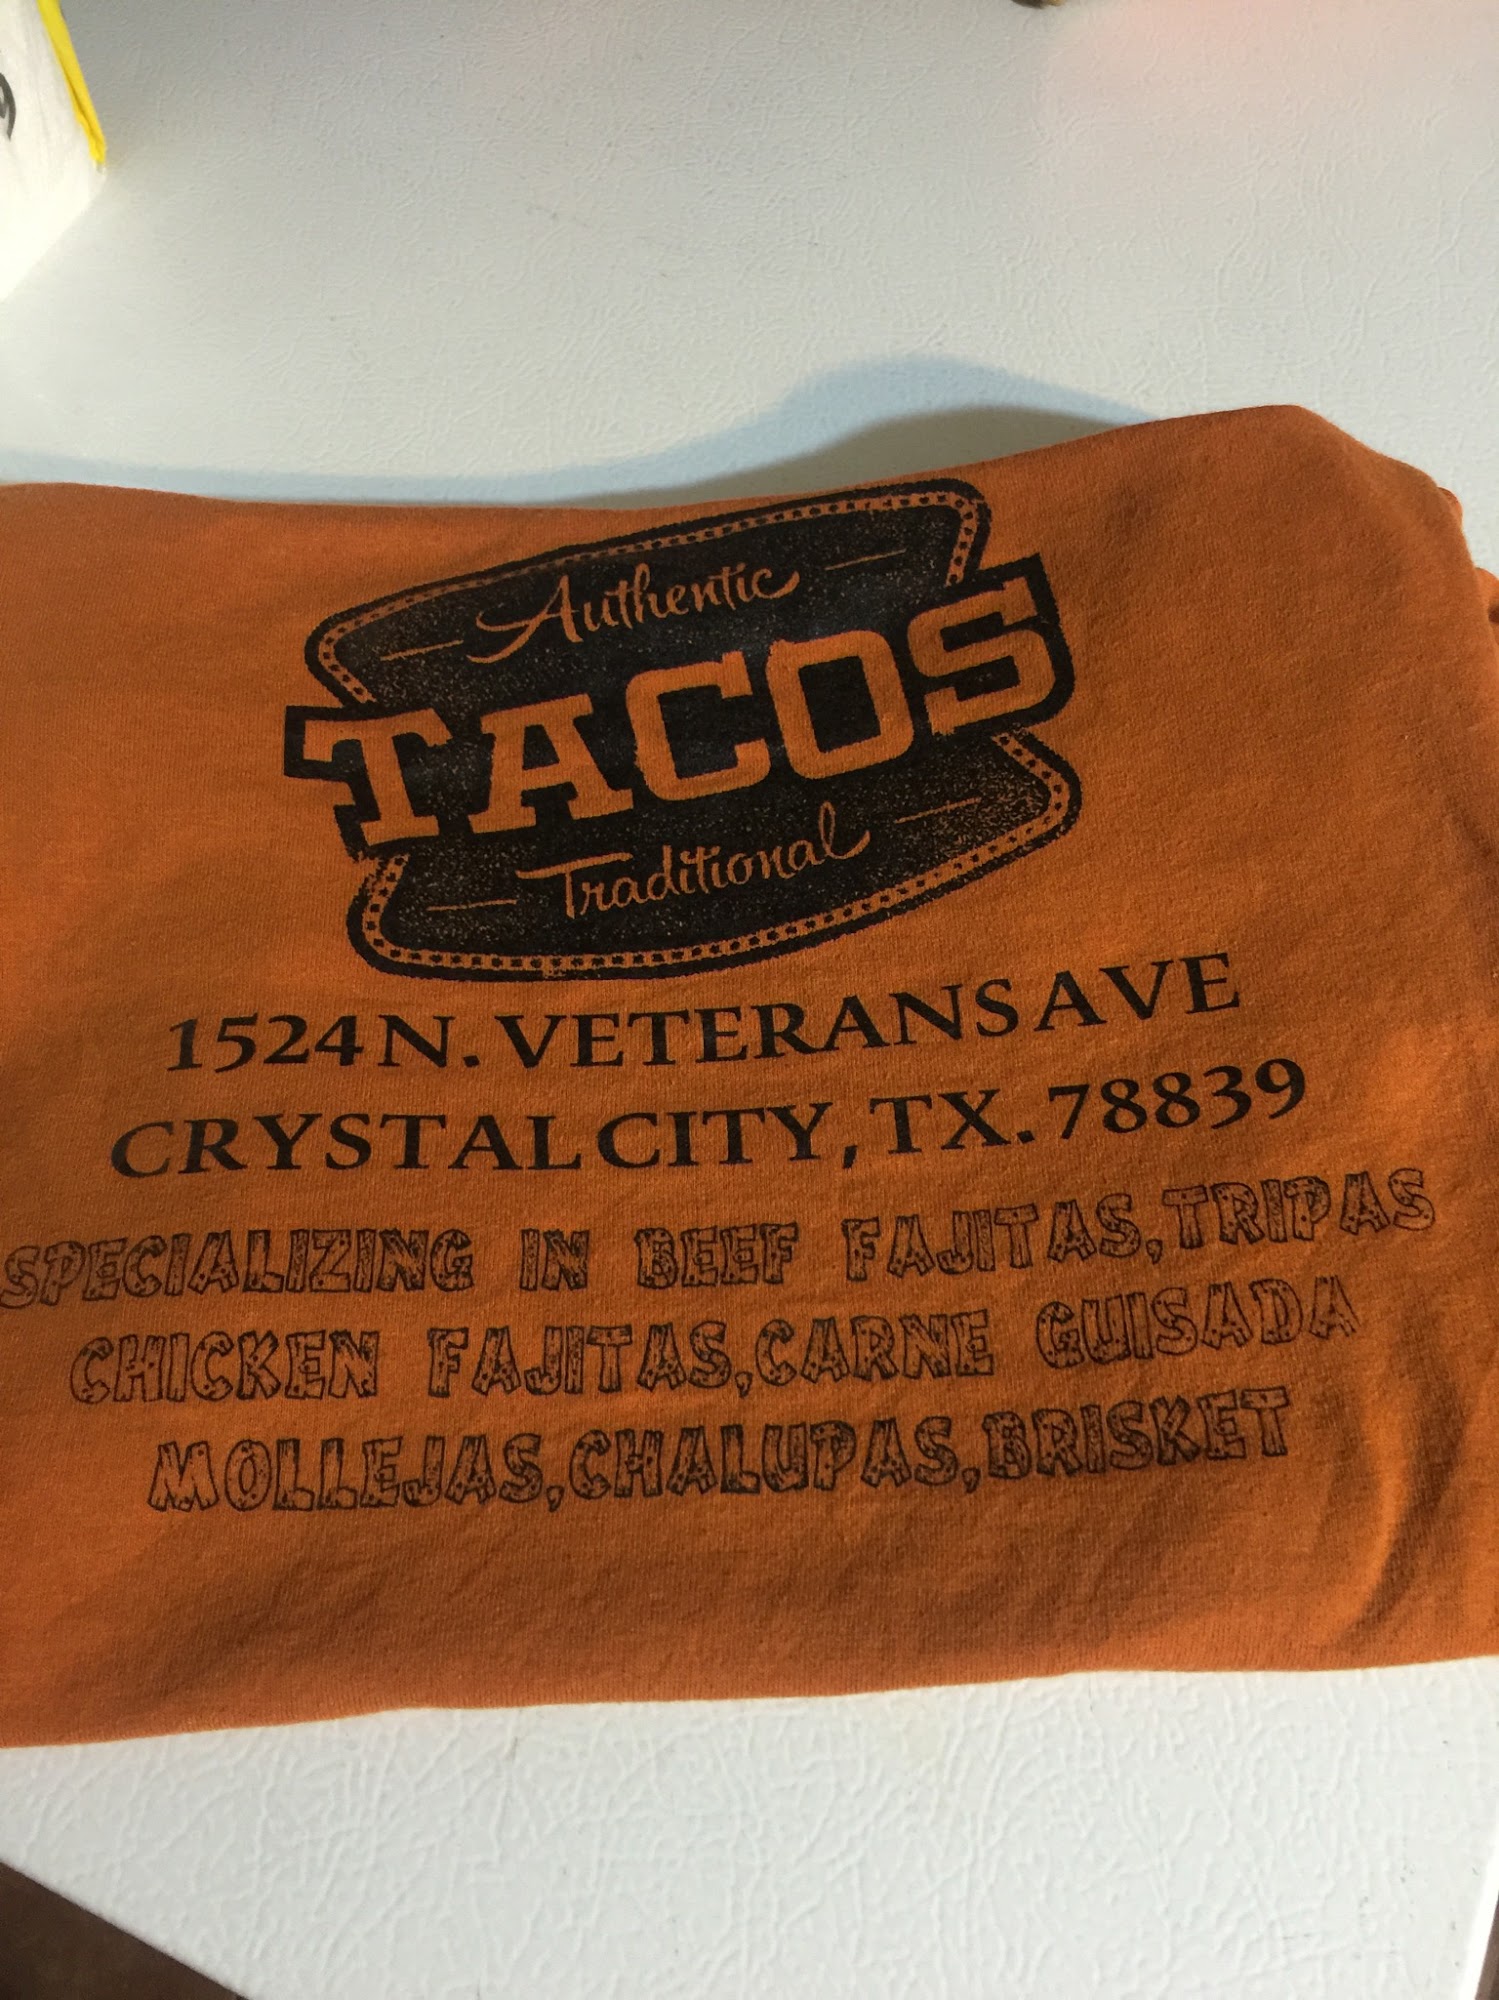 Authentic
TACOS
Traditional
1524 N. VETERANS AVE
CRYSTAL CITY, TX. 78839
SPECIALIZING IN BEEF FAJITAS, TRIPAS
CHICKEN FAJITAS, CARNE GUISADA
MOLLEJAS, CHALUPAS, BRISKET